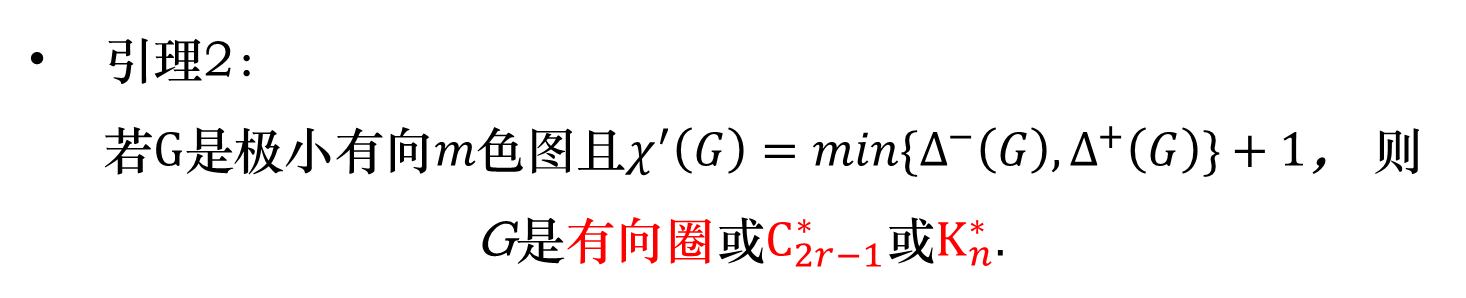 • 引理2：
若G是极小有向m色图且χ′(G) = min{Δ⁻(G), Δ⁺(G)} + 1， 则
G是有向圈或C*₂ᵣ₋₁或K*ₙ.